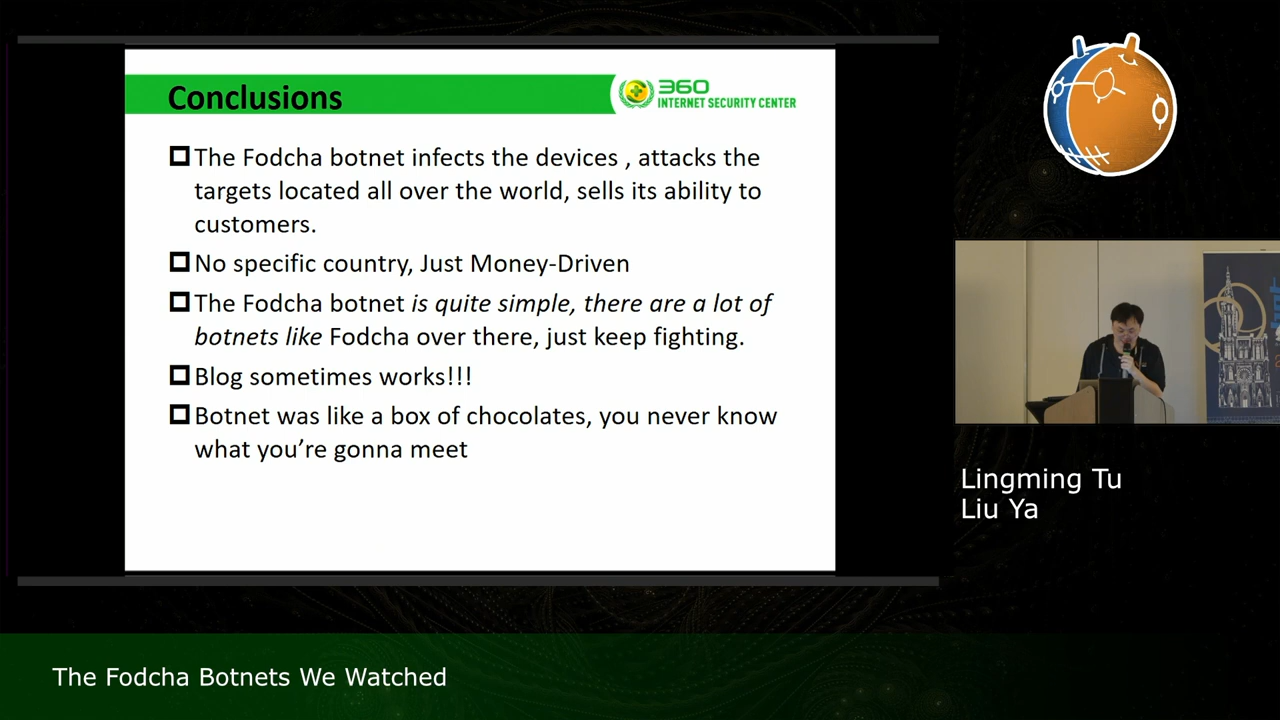 Conclusions
360
INTERNET SECURITY CENTER
The Fodcha botnet infects the devices , attacks the
targets located all over the world, sells its ability to
customers.
No specific country, Just Money-Driven
The Fodcha botnet is quite simple, there are a lot of
botnets like Fodcha over there, just keep fighting.
Blog sometimes works!!!
Botnet was like a box of chocolates, you never know
what you’re gonna meet
Lingming Tu
Liu Ya
The Fodcha Botnets We Watched